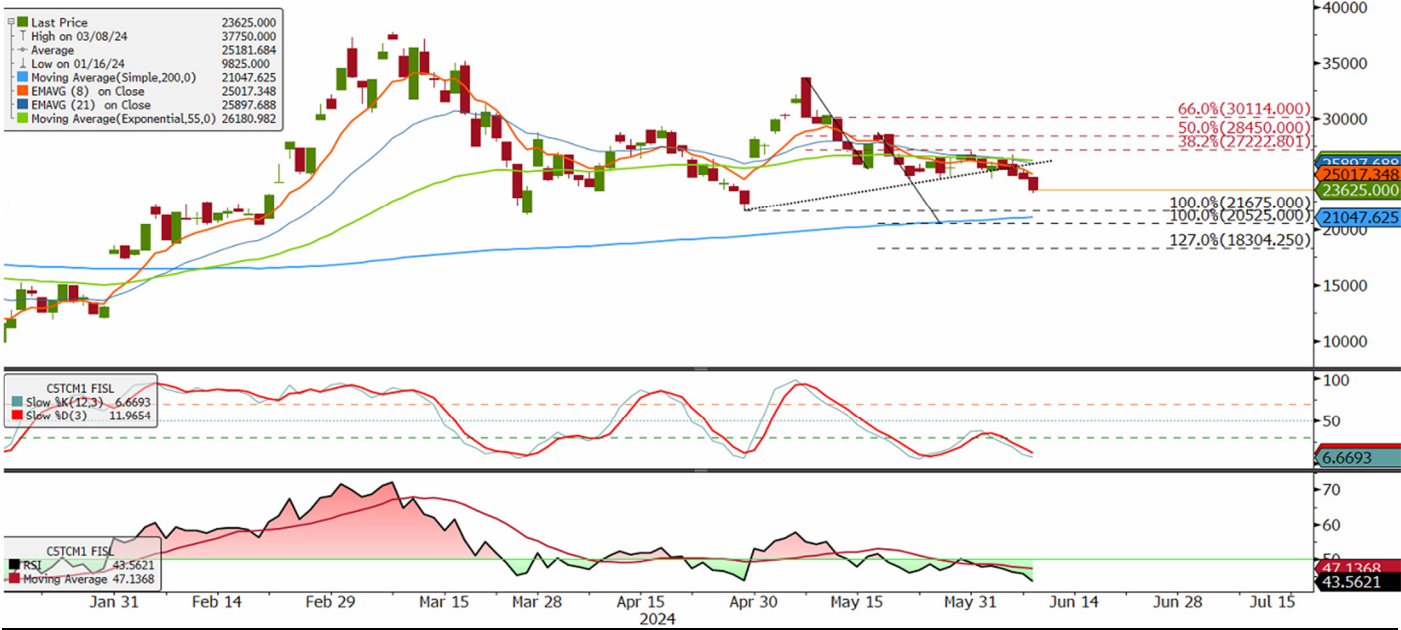 Last Price 23625.000
High on 03/08/24 37750.000
Average 25181.684
Low on 01/16/24 9825.000
Moving Average(Simple,200,0) 21047.625
EMAVG (8) on Close 25017.348
EMAVG (21) on Close 25897.688
Moving Average(Exponential,55,0) 26180.982
40000
35000
66.0%(30114.000)
30000
50.0%(28450.000)
38.2%(27222.801)
25897.688
25017.348
23625.000
100.0%(21675.000)
100.0%(20525.000)
21047.625
20000
127.0%(18304.250)
15000
10000
C5TCM1 FISL
Slow %K(12,3) 6.6693
Slow %D(3) 11.9654
100
50
6.6693
C5TCM1 FISL
RSI 43.5621
Moving Average 47.1368
70
60
50
47.1368
43.5621
Jan 31 Feb 14 Feb 29 Mar 15 Mar 28 Apr 15 Apr 30 May 15 May 31 Jun 14 Jun 28 Jul 15
2024